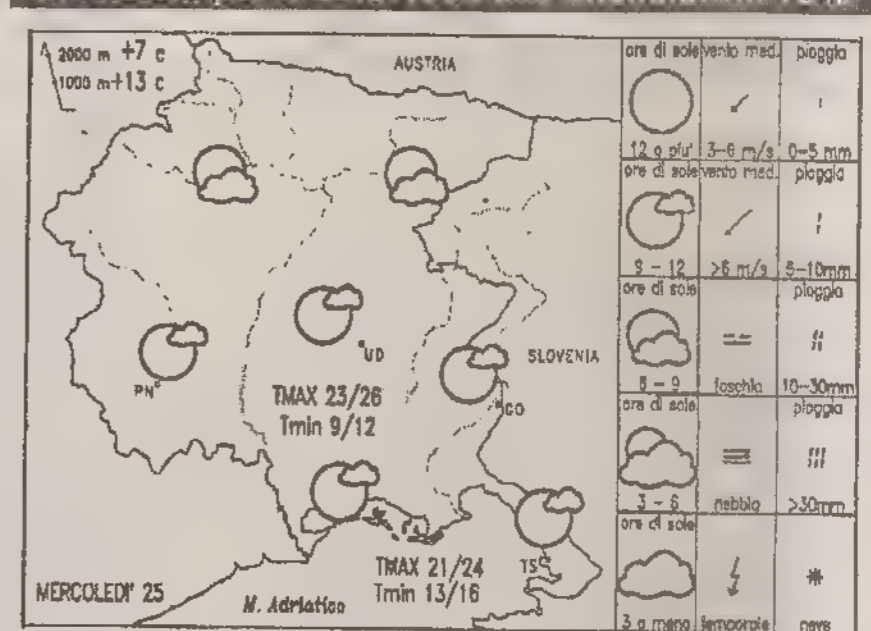 2000 m +7 c
1000 m +13 c
AUSTRIA
SLOVENIA
UD
PN
GO
TMAX 23/26
Tmin 9/12
TS
TMAX 21/24
Tmin 13/16
MERCOLEDI' 25
M. Adriatico
ore di sole vento med. pioggia
12 o piu' 3-6 m/s 0-5 mm
ore di sole vento med. pioggia
9 - 12 >6 m/s 5-10mm
ore di sole pioggia
6 - 9 foschia 10-30mm
ore di sole pioggia
3 - 6 nebbia >30mm
ore di sole
3 o meno temporale neve